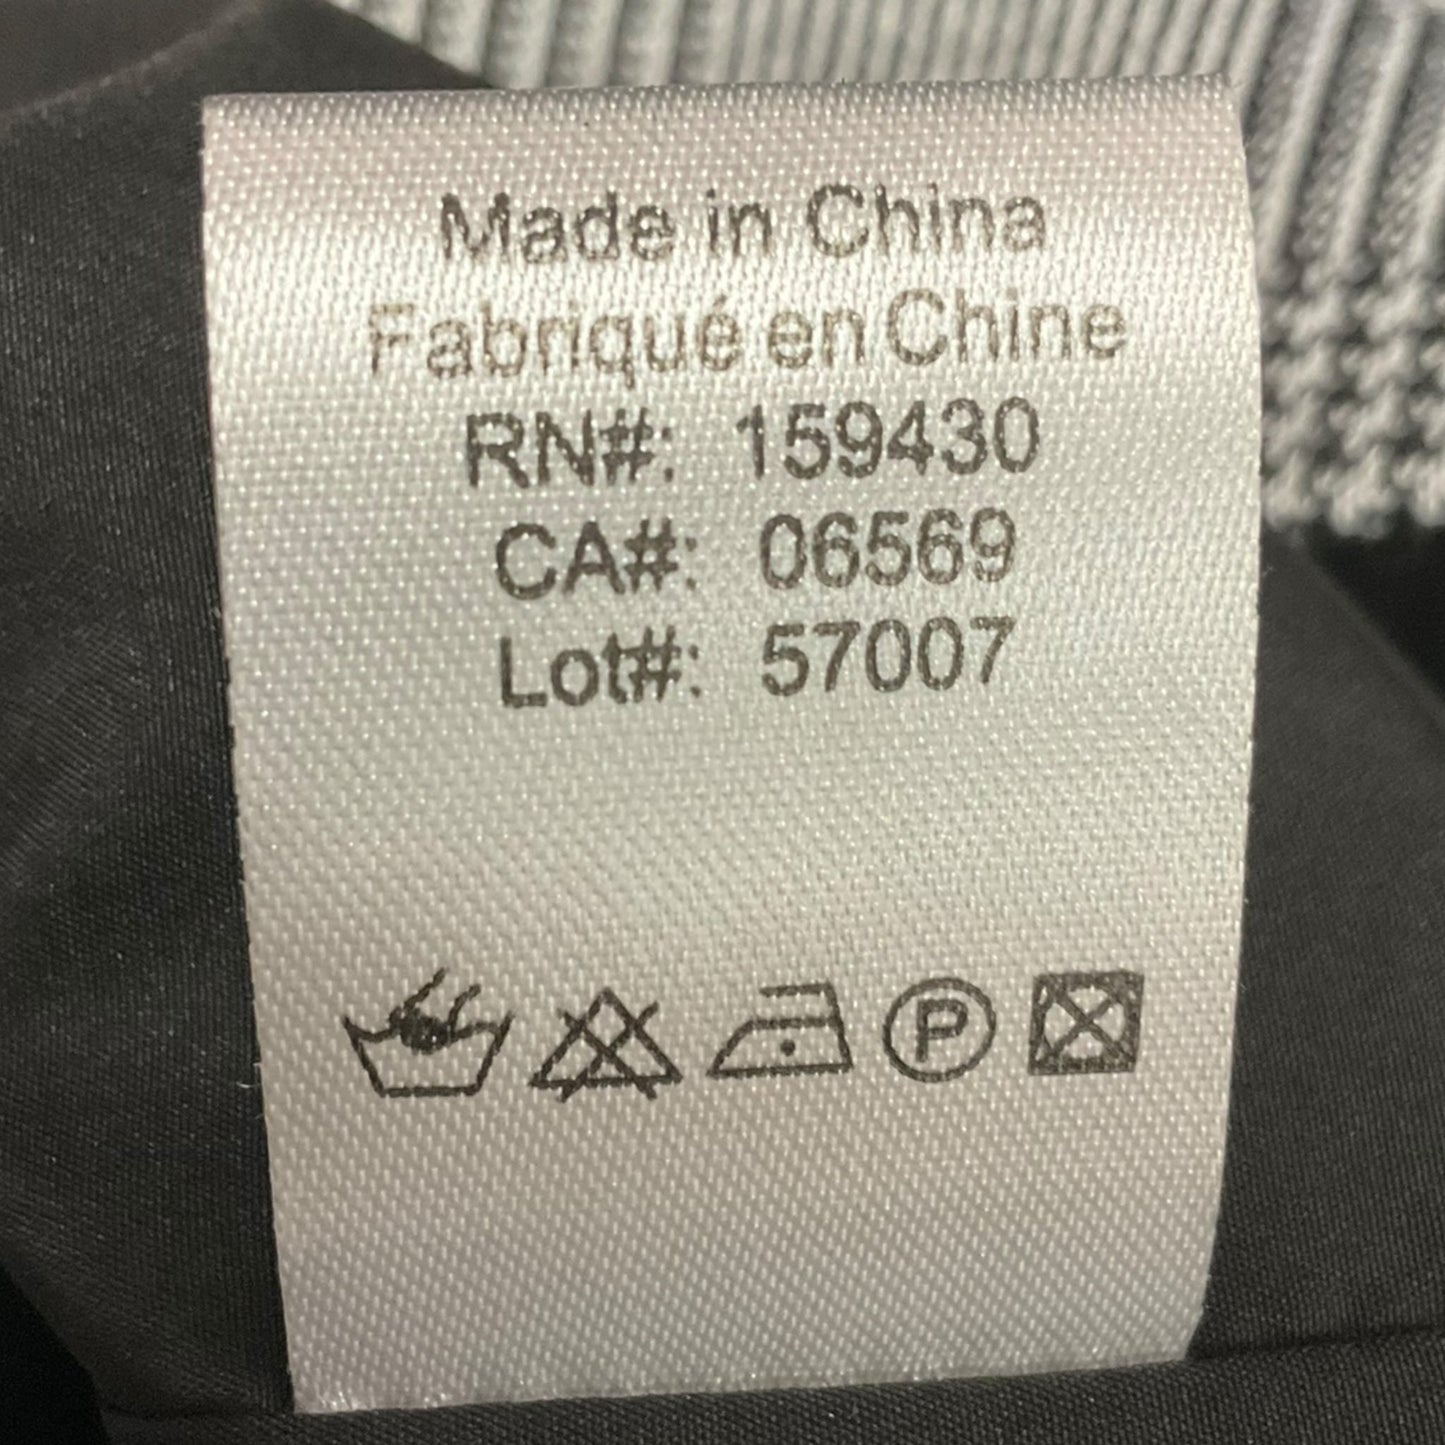 Made in China
Fabriqué en Chine
RN#: 159430
CA#: 06569
Lot#: 57007
P